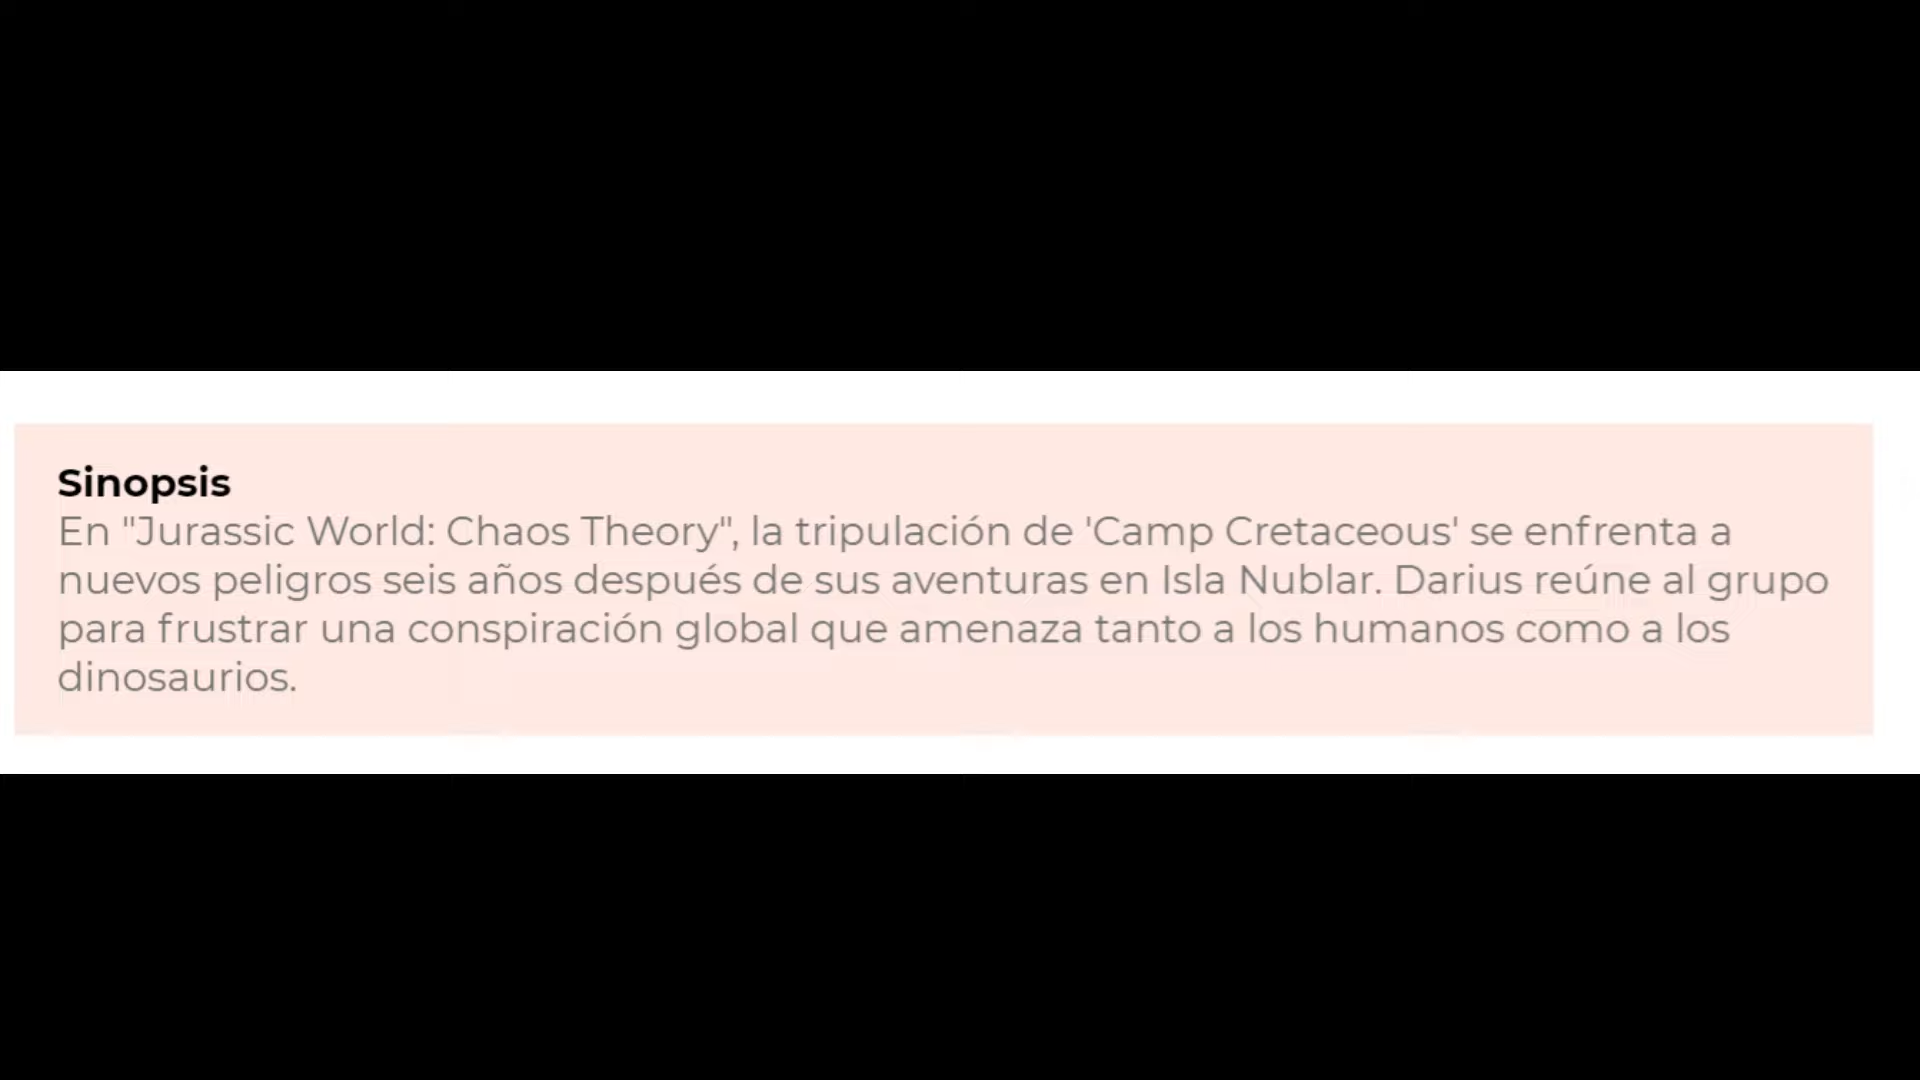 Sinopsis
En "Jurassic World: Chaos Theory", la tripulación de 'Camp Cretaceous' se enfrenta a
nuevos peligros seis años después de sus aventuras en Isla Nublar. Darius reúne al grupo
para frustrar una conspiración global que amenaza tanto a los humanos como a los
dinosaurios.